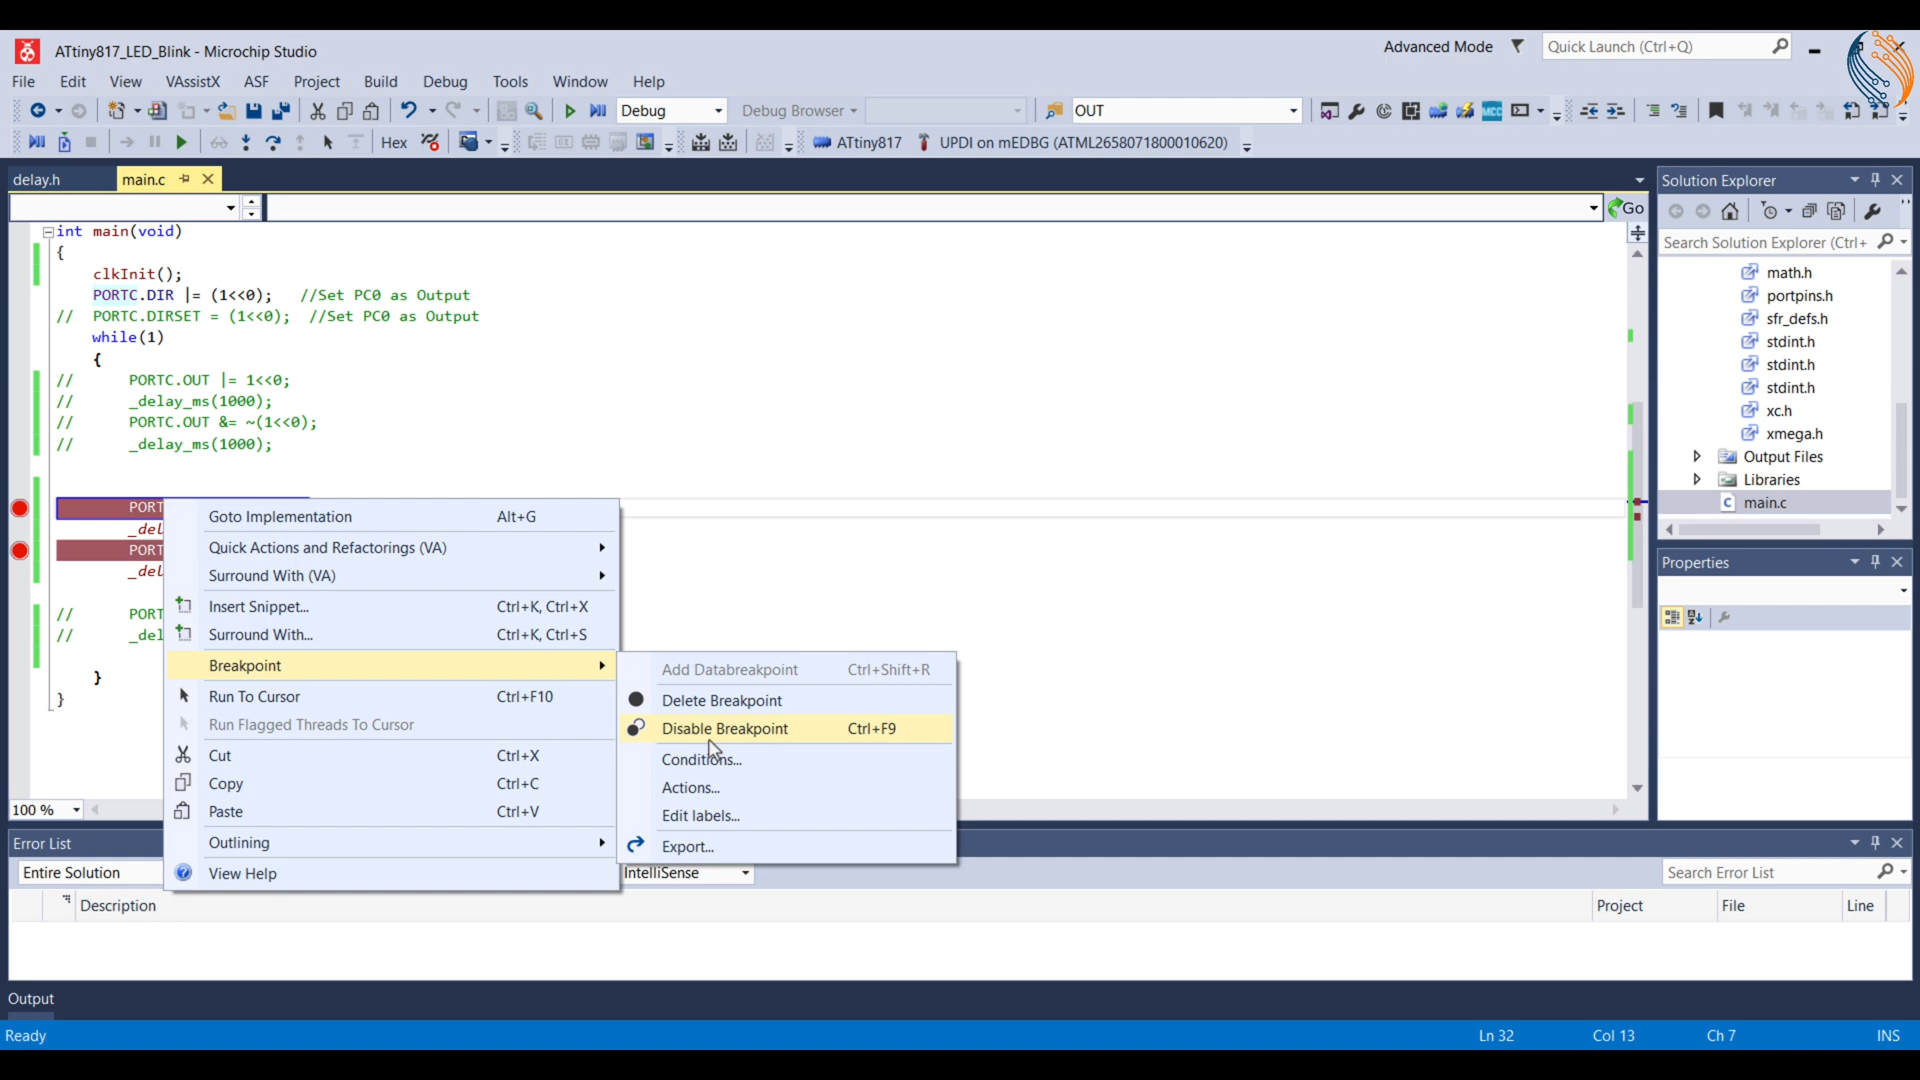 ATtiny817_LED_Blink - Microchip Studio
Advanced Mode
Quick Launch (Ctrl+Q)
File Edit View VAssistX ASF Project Build Debug Tools Window Help
Debug
Debug Browser
OUT
Hex
ATtiny817
UPDI on mEDBG (ATML2658071800010620)
delay.h
main.c
Go
int main(void)
{
clkInit();
PORTC.DIR |= (1<<0); //Set PC0 as Output
// PORTC.DIRSET = (1<<0); //Set PC0 as Output
while(1)
{
// PORTC.OUT |= 1<<0;
// _delay_ms(1000);
// PORTC.OUT &= ~(1<<0);
// _delay_ms(1000);
PORT
_del
PORT
_del
// PORT
// _del
}
}
Goto Implementation Alt+G
Quick Actions and Refactorings (VA)
Surround With (VA)
Insert Snippet... Ctrl+K, Ctrl+X
Surround With... Ctrl+K, Ctrl+S
Breakpoint
Run To Cursor Ctrl+F10
Run Flagged Threads To Cursor
Cut Ctrl+X
Copy Ctrl+C
Paste Ctrl+V
Outlining
View Help
Add Databreakpoint Ctrl+Shift+R
Delete Breakpoint
Disable Breakpoint Ctrl+F9
Conditions...
Actions...
Edit labels...
Export...
Solution Explorer
Search Solution Explorer (Ctrl+
math.h
portpins.h
sfr_defs.h
stdint.h
stdint.h
stdint.h
xc.h
xmega.h
Output Files
Libraries
main.c
Properties
100 %
Error List
Entire Solution
IntelliSense
Search Error List
Description Project File Line
Output
Ready
Ln 32 Col 13 Ch 7 INS